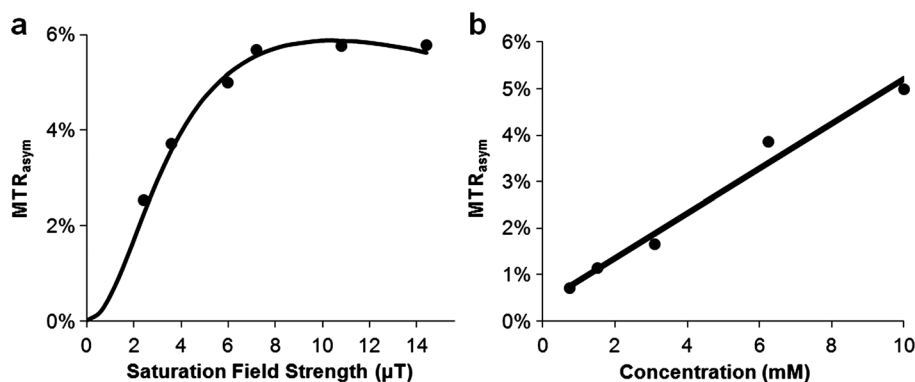 a
6%
4%
2%
0%
MTRasym
0 2 4 6 8 10 12 14
Saturation Field Strength (µT)
b
6%
5%
4%
3%
2%
1%
0%
MTRasym
0 2 4 6 8 10
Concentration (mM)